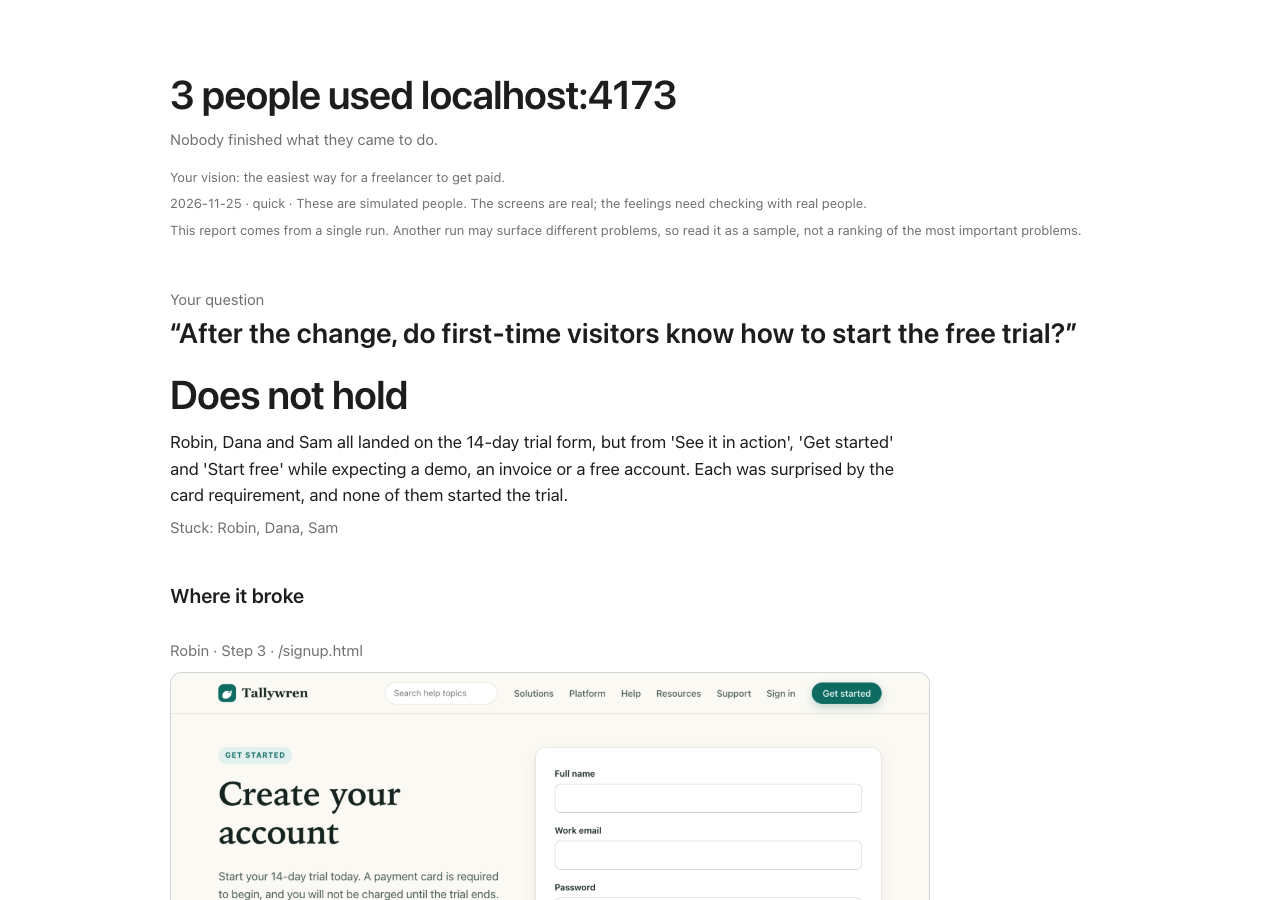 3 people used localhost:4173
Nobody finished what they came to do.
Your vision: the easiest way for a freelancer to get paid.
2026-11-25 · quick · These are simulated people. The screens are real; the feelings need checking with real people.
This report comes from a single run. Another run may surface different problems, so read it as a sample, not a ranking of the most important problems.
Your question
“After the change, do first-time visitors know how to start the free trial?”
Does not hold
Robin, Dana and Sam all landed on the 14-day trial form, but from 'See it in action', 'Get started'
and 'Start free' while expecting a demo, an invoice or a free account. Each was surprised by the
card requirement, and none of them started the trial.
Stuck: Robin, Dana, Sam
Where it broke
Robin · Step 3 · /signup.html
Tallywren Search help topics Solutions Platform Help Resources Support Sign in Get started
GET STARTED
Create your
account
Start your 14-day trial today. A payment card is required
to begin, and you will not be charged until the trial ends.
Full name
Work email
Password